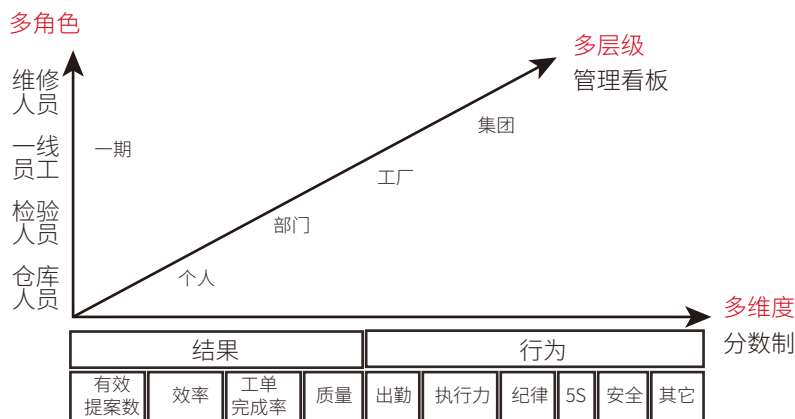 多角色
多层级
管理看板
维修
人员
一线
员工
检验
人员
仓库
人员
一期
集团
工厂
部门
个人
多维度
分数制
结果
行为
有效
提案数
效率
工单
完成率
质量
出勤
执行力
纪律
5S
安全
其它